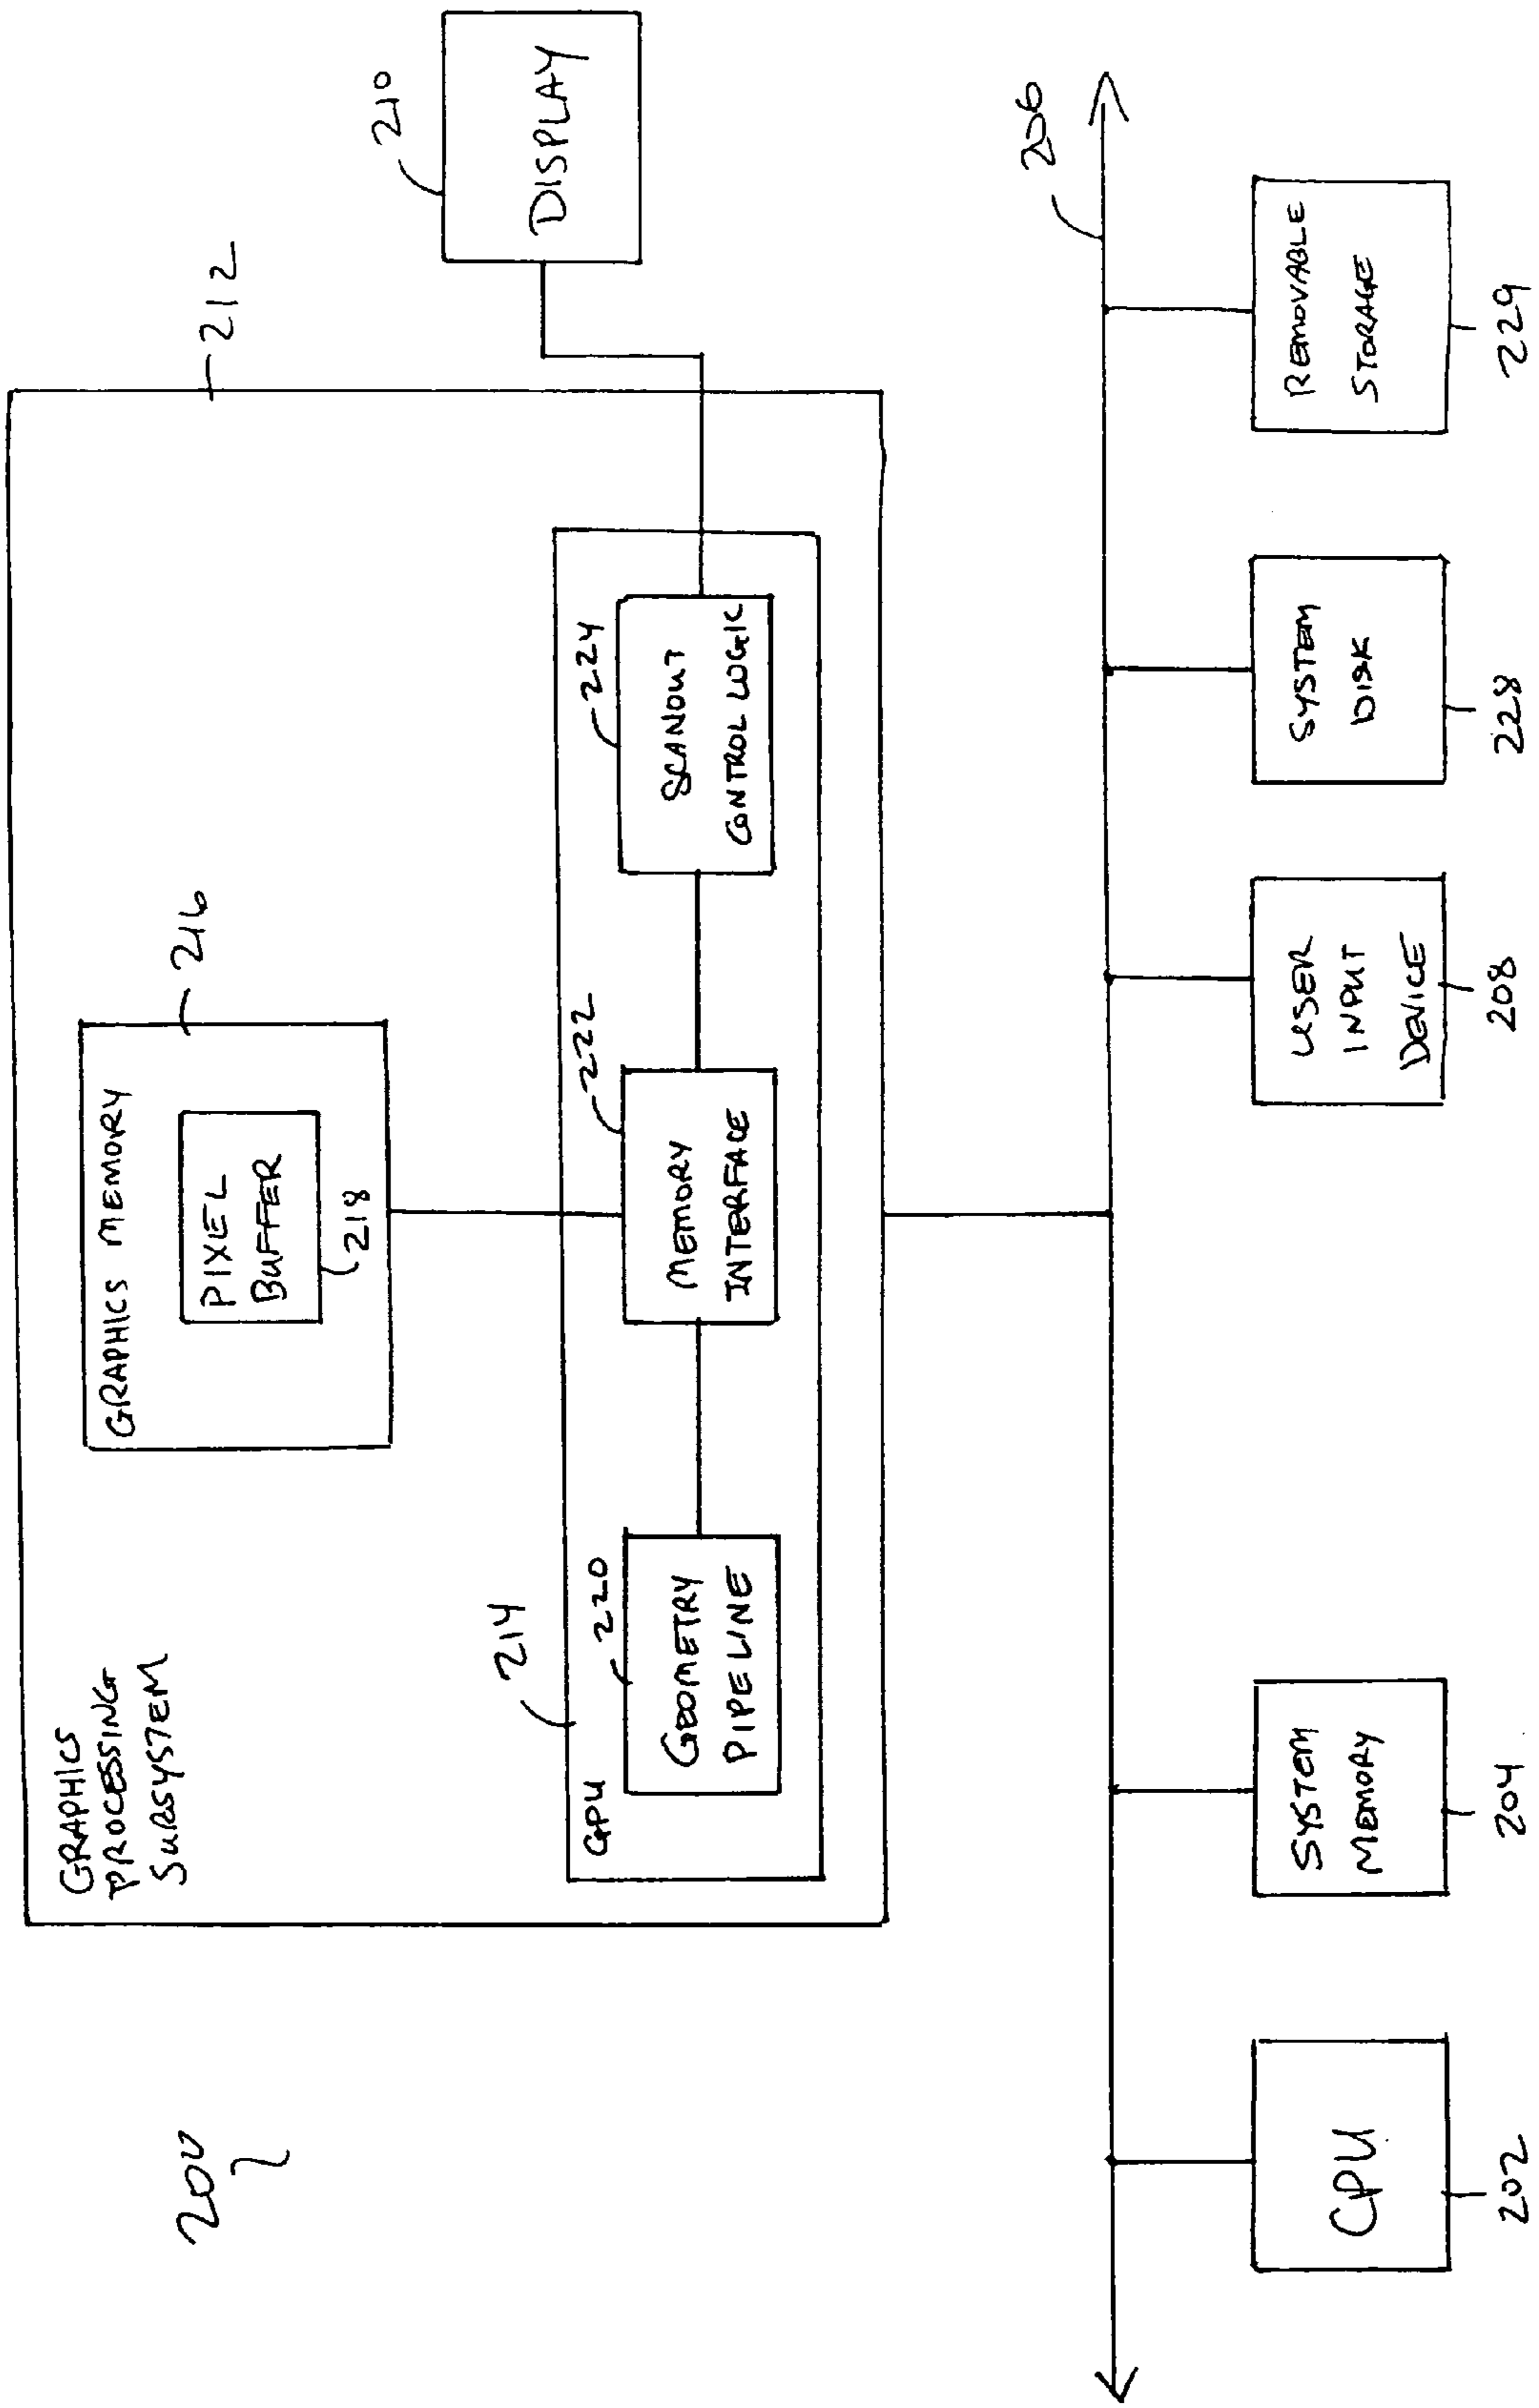 200
GRAPHICS
PROCESSING
SUBSYSTEM
212
GRAPHICS MEMORY
216
PIXEL
BUFFER
218
214
GPU
220
GEOMETRY
PIPELINE
222
MEMORY
INTERFACE
224
SCANOUT
CONTROL LOGIC
210
DISPLAY
206
CPU
202
SYSTEM
MEMORY
204
USER
INPUT
DEVICE
208
SYSTEM
DISK
228
REMOVABLE
STORAGE
229